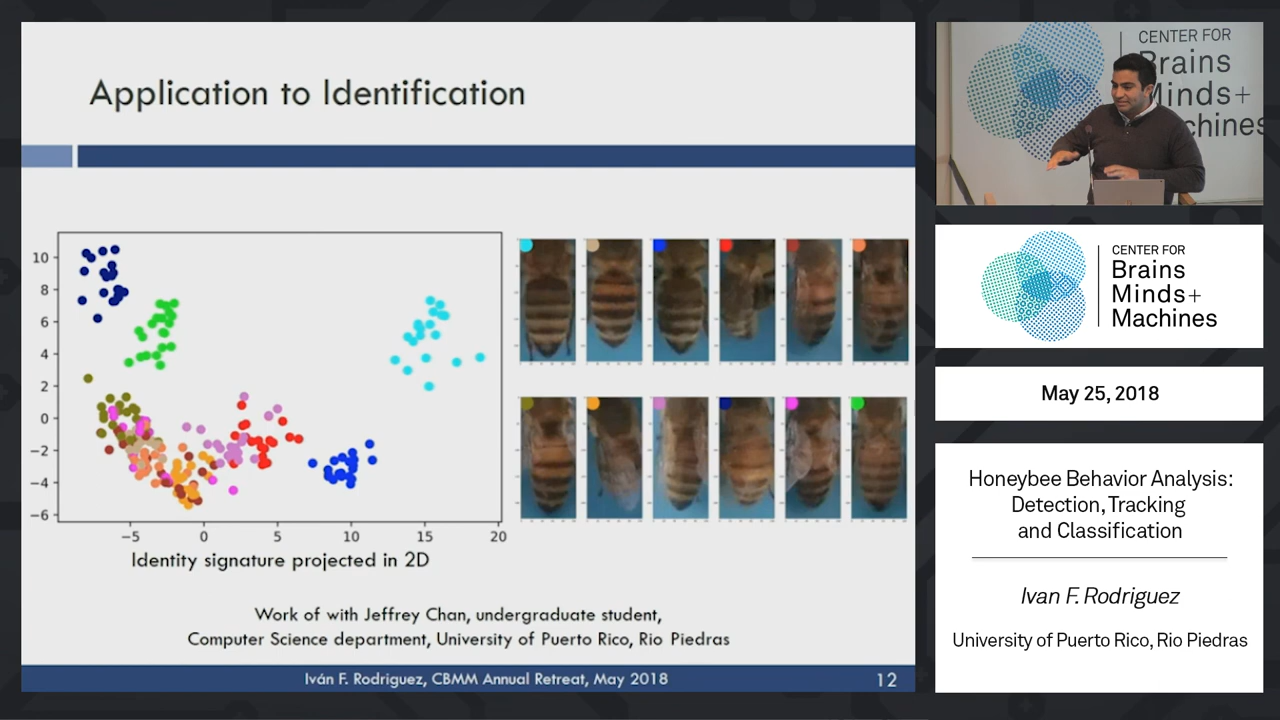 Application to Identification
10
8
6
4
2
0
−2
−4
−6
−5
0
5
10
15
20
Identity signature projected in 2D
Work of with Jeffrey Chan, undergraduate student,
Computer Science department, University of Puerto Rico, Rio Piedras
Iván F. Rodriguez, CBMM Annual Retreat, May 2018
12
CENTER FOR
Brains
Minds+
chines
CENTER FOR
Brains
Minds+
Machines
May 25, 2018
Honeybee Behavior Analysis:
Detection, Tracking
and Classification
Ivan F. Rodriguez
University of Puerto Rico, Rio Piedras